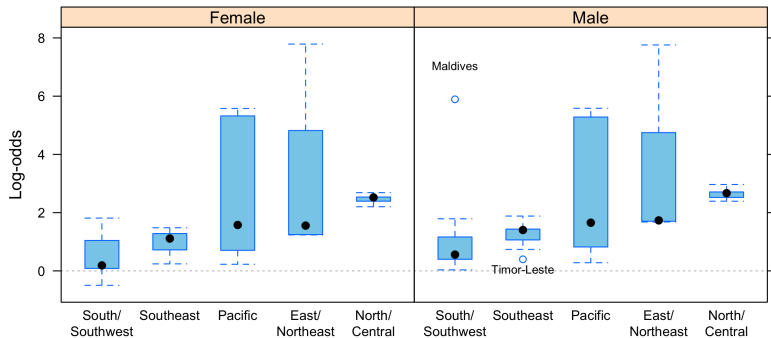 Female
Male
Log-odds
8
6
4
2
0
Maldives
Timor-Leste
South/
Southwest
Southeast
Pacific
East/
Northeast
North/
Central
South/
Southwest
Southeast
Pacific
East/
Northeast
North/
Central